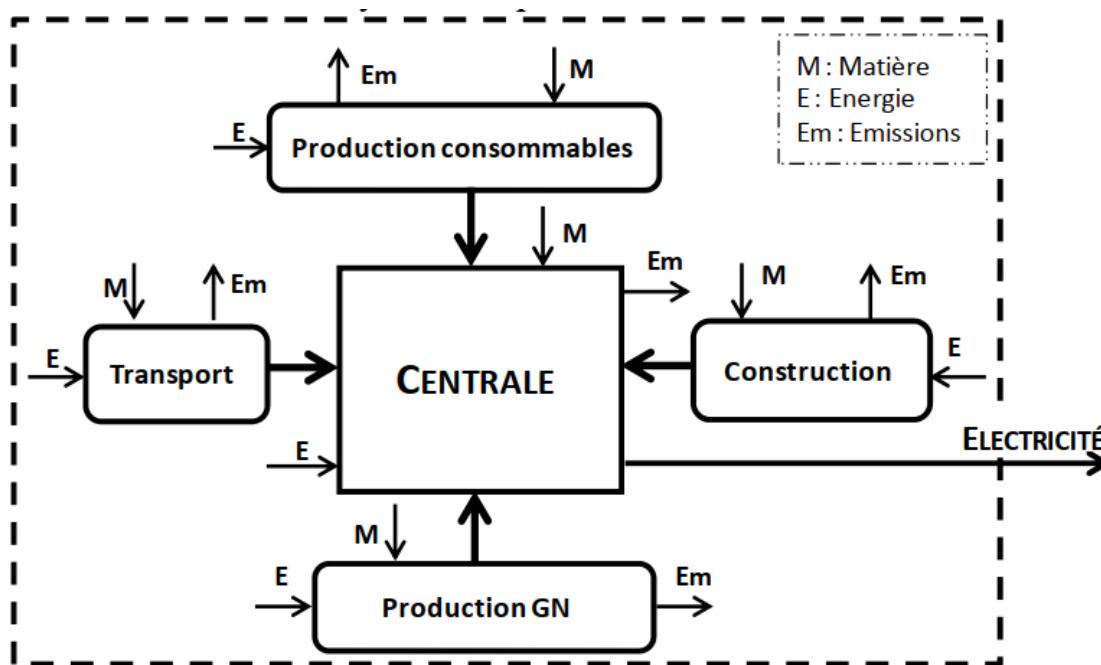 M : Matière
E : Energie
Em : Emissions
Em
M
E
Production consommables
M
Em
M
Em
M
Em
E
Transport
CENTRALE
Construction
E
E
ELECTRICITÉ
M
E
Production GN
Em